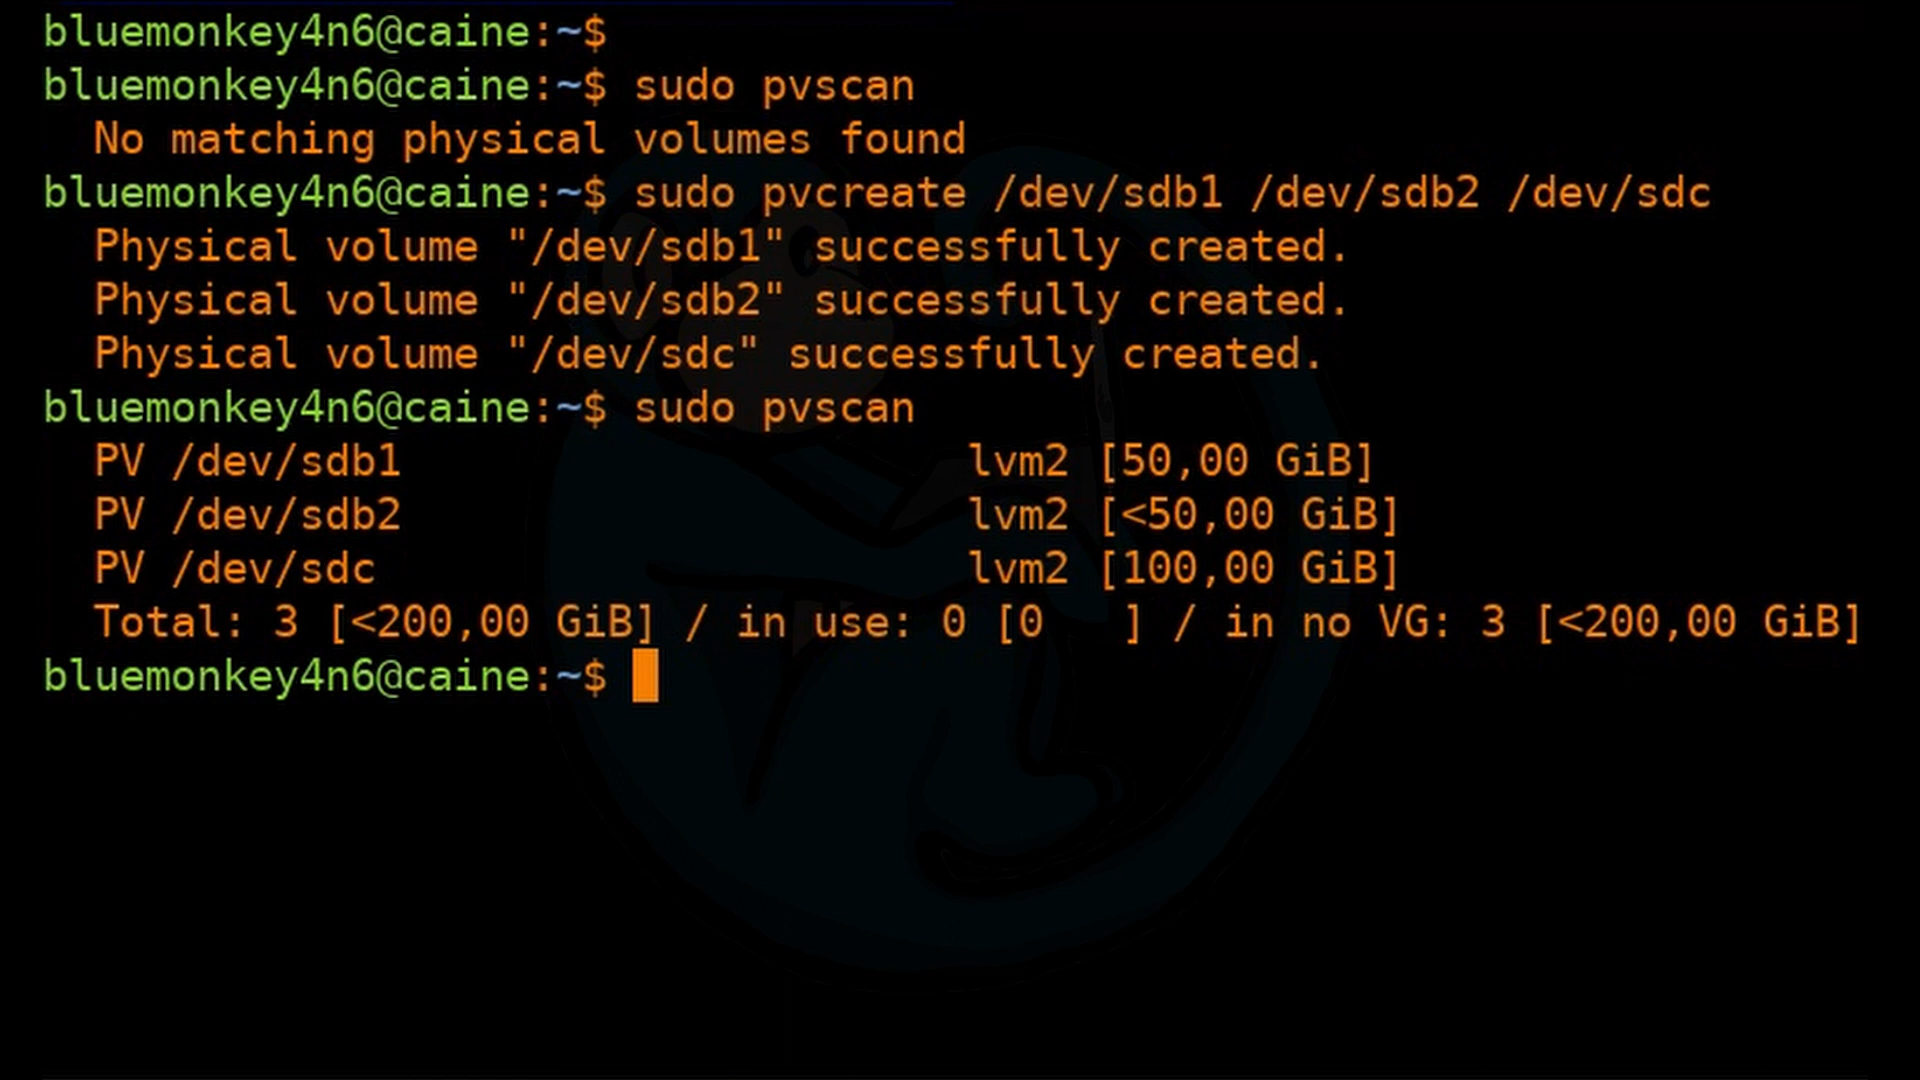 bluemonkey4n6@caine:~$
bluemonkey4n6@caine:~$ sudo pvscan
  No matching physical volumes found
bluemonkey4n6@caine:~$ sudo pvcreate /dev/sdb1 /dev/sdb2 /dev/sdc
  Physical volume "/dev/sdb1" successfully created.
  Physical volume "/dev/sdb2" successfully created.
  Physical volume "/dev/sdc" successfully created.
bluemonkey4n6@caine:~$ sudo pvscan
  PV /dev/sdb1                      lvm2 [50,00 GiB]
  PV /dev/sdb2                      lvm2 [<50,00 GiB]
  PV /dev/sdc                       lvm2 [100,00 GiB]
  Total: 3 [<200,00 GiB] / in use: 0 [0   ] / in no VG: 3 [<200,00 GiB]
bluemonkey4n6@caine:~$